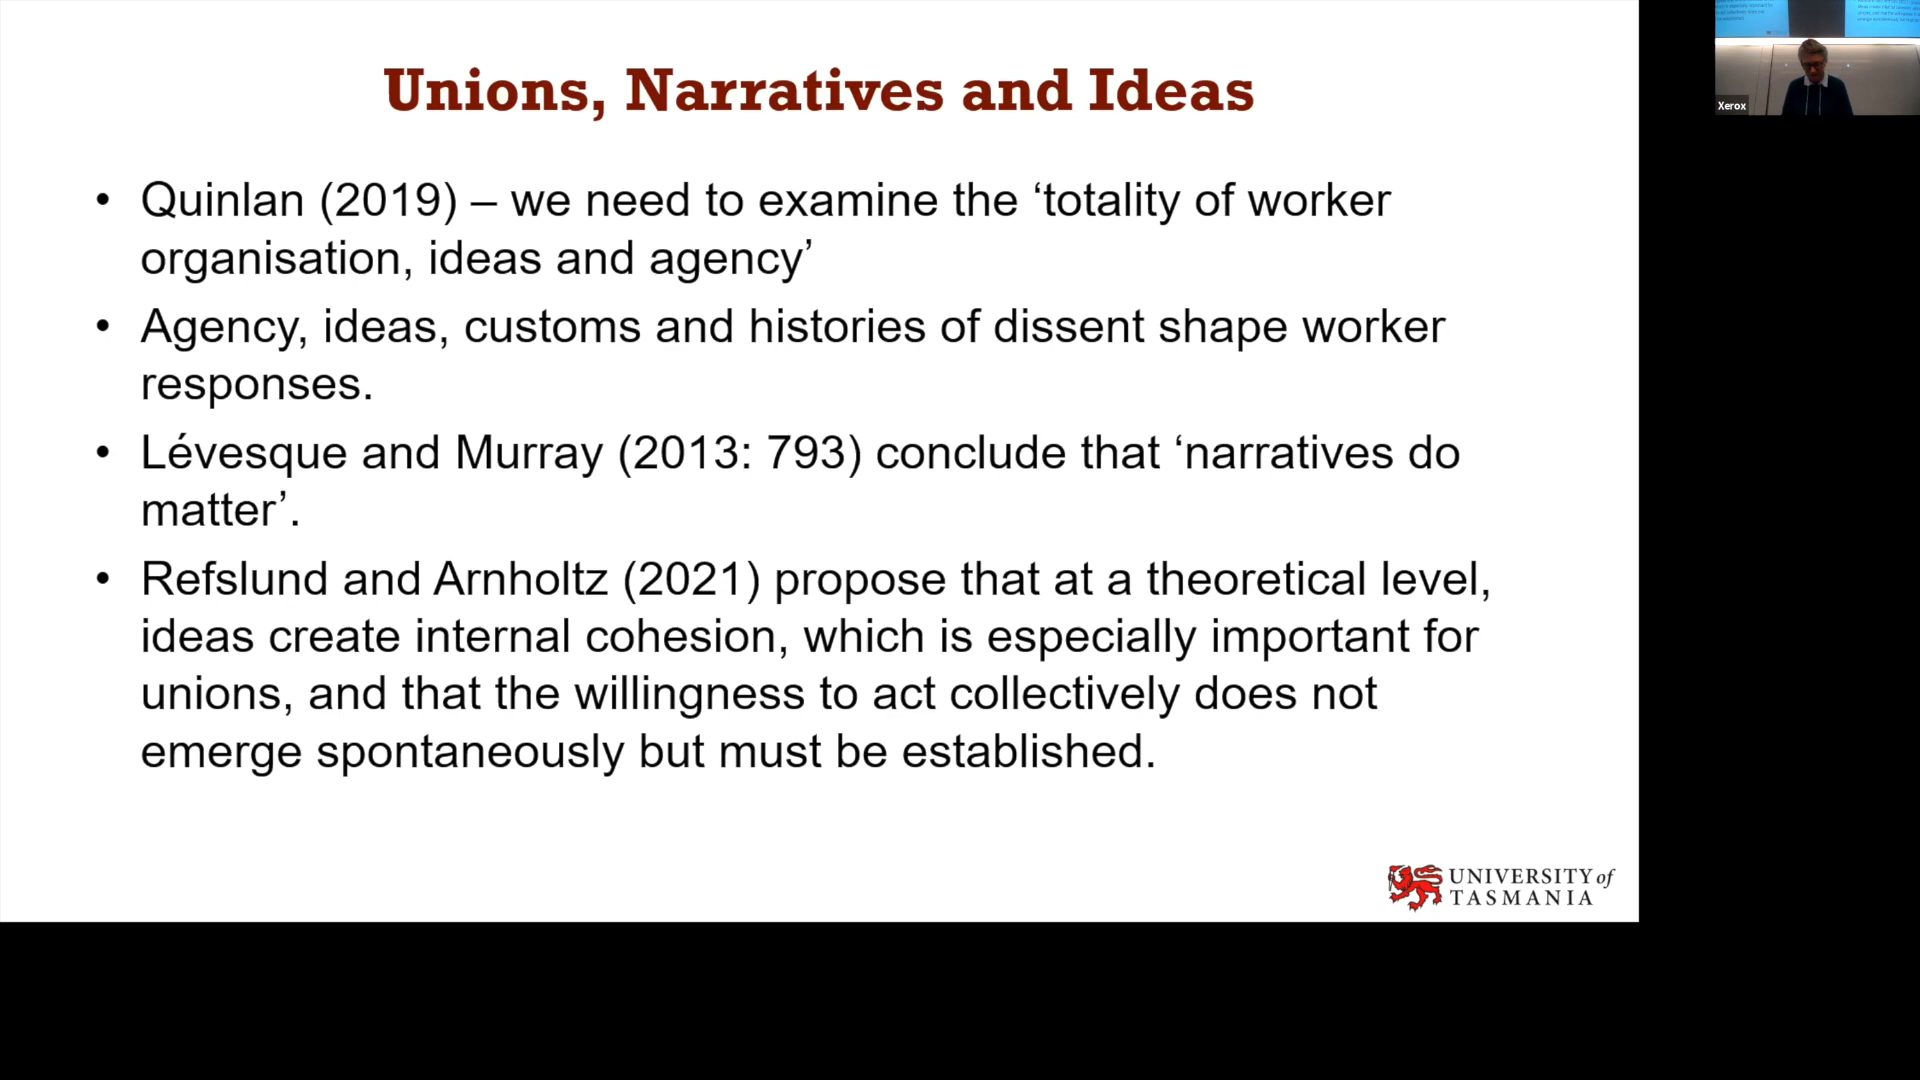 Unions, Narratives and Ideas
• Quinlan (2019) – we need to examine the ‘totality of worker
organisation, ideas and agency’
• Agency, ideas, customs and histories of dissent shape worker
responses.
• Lévesque and Murray (2013: 793) conclude that ‘narratives do
matter’.
• Refslund and Arnholtz (2021) propose that at a theoretical level,
ideas create internal cohesion, which is especially important for
unions, and that the willingness to act collectively does not
emerge spontaneously but must be established.
UNIVERSITY of
TASMANIA
Xerox